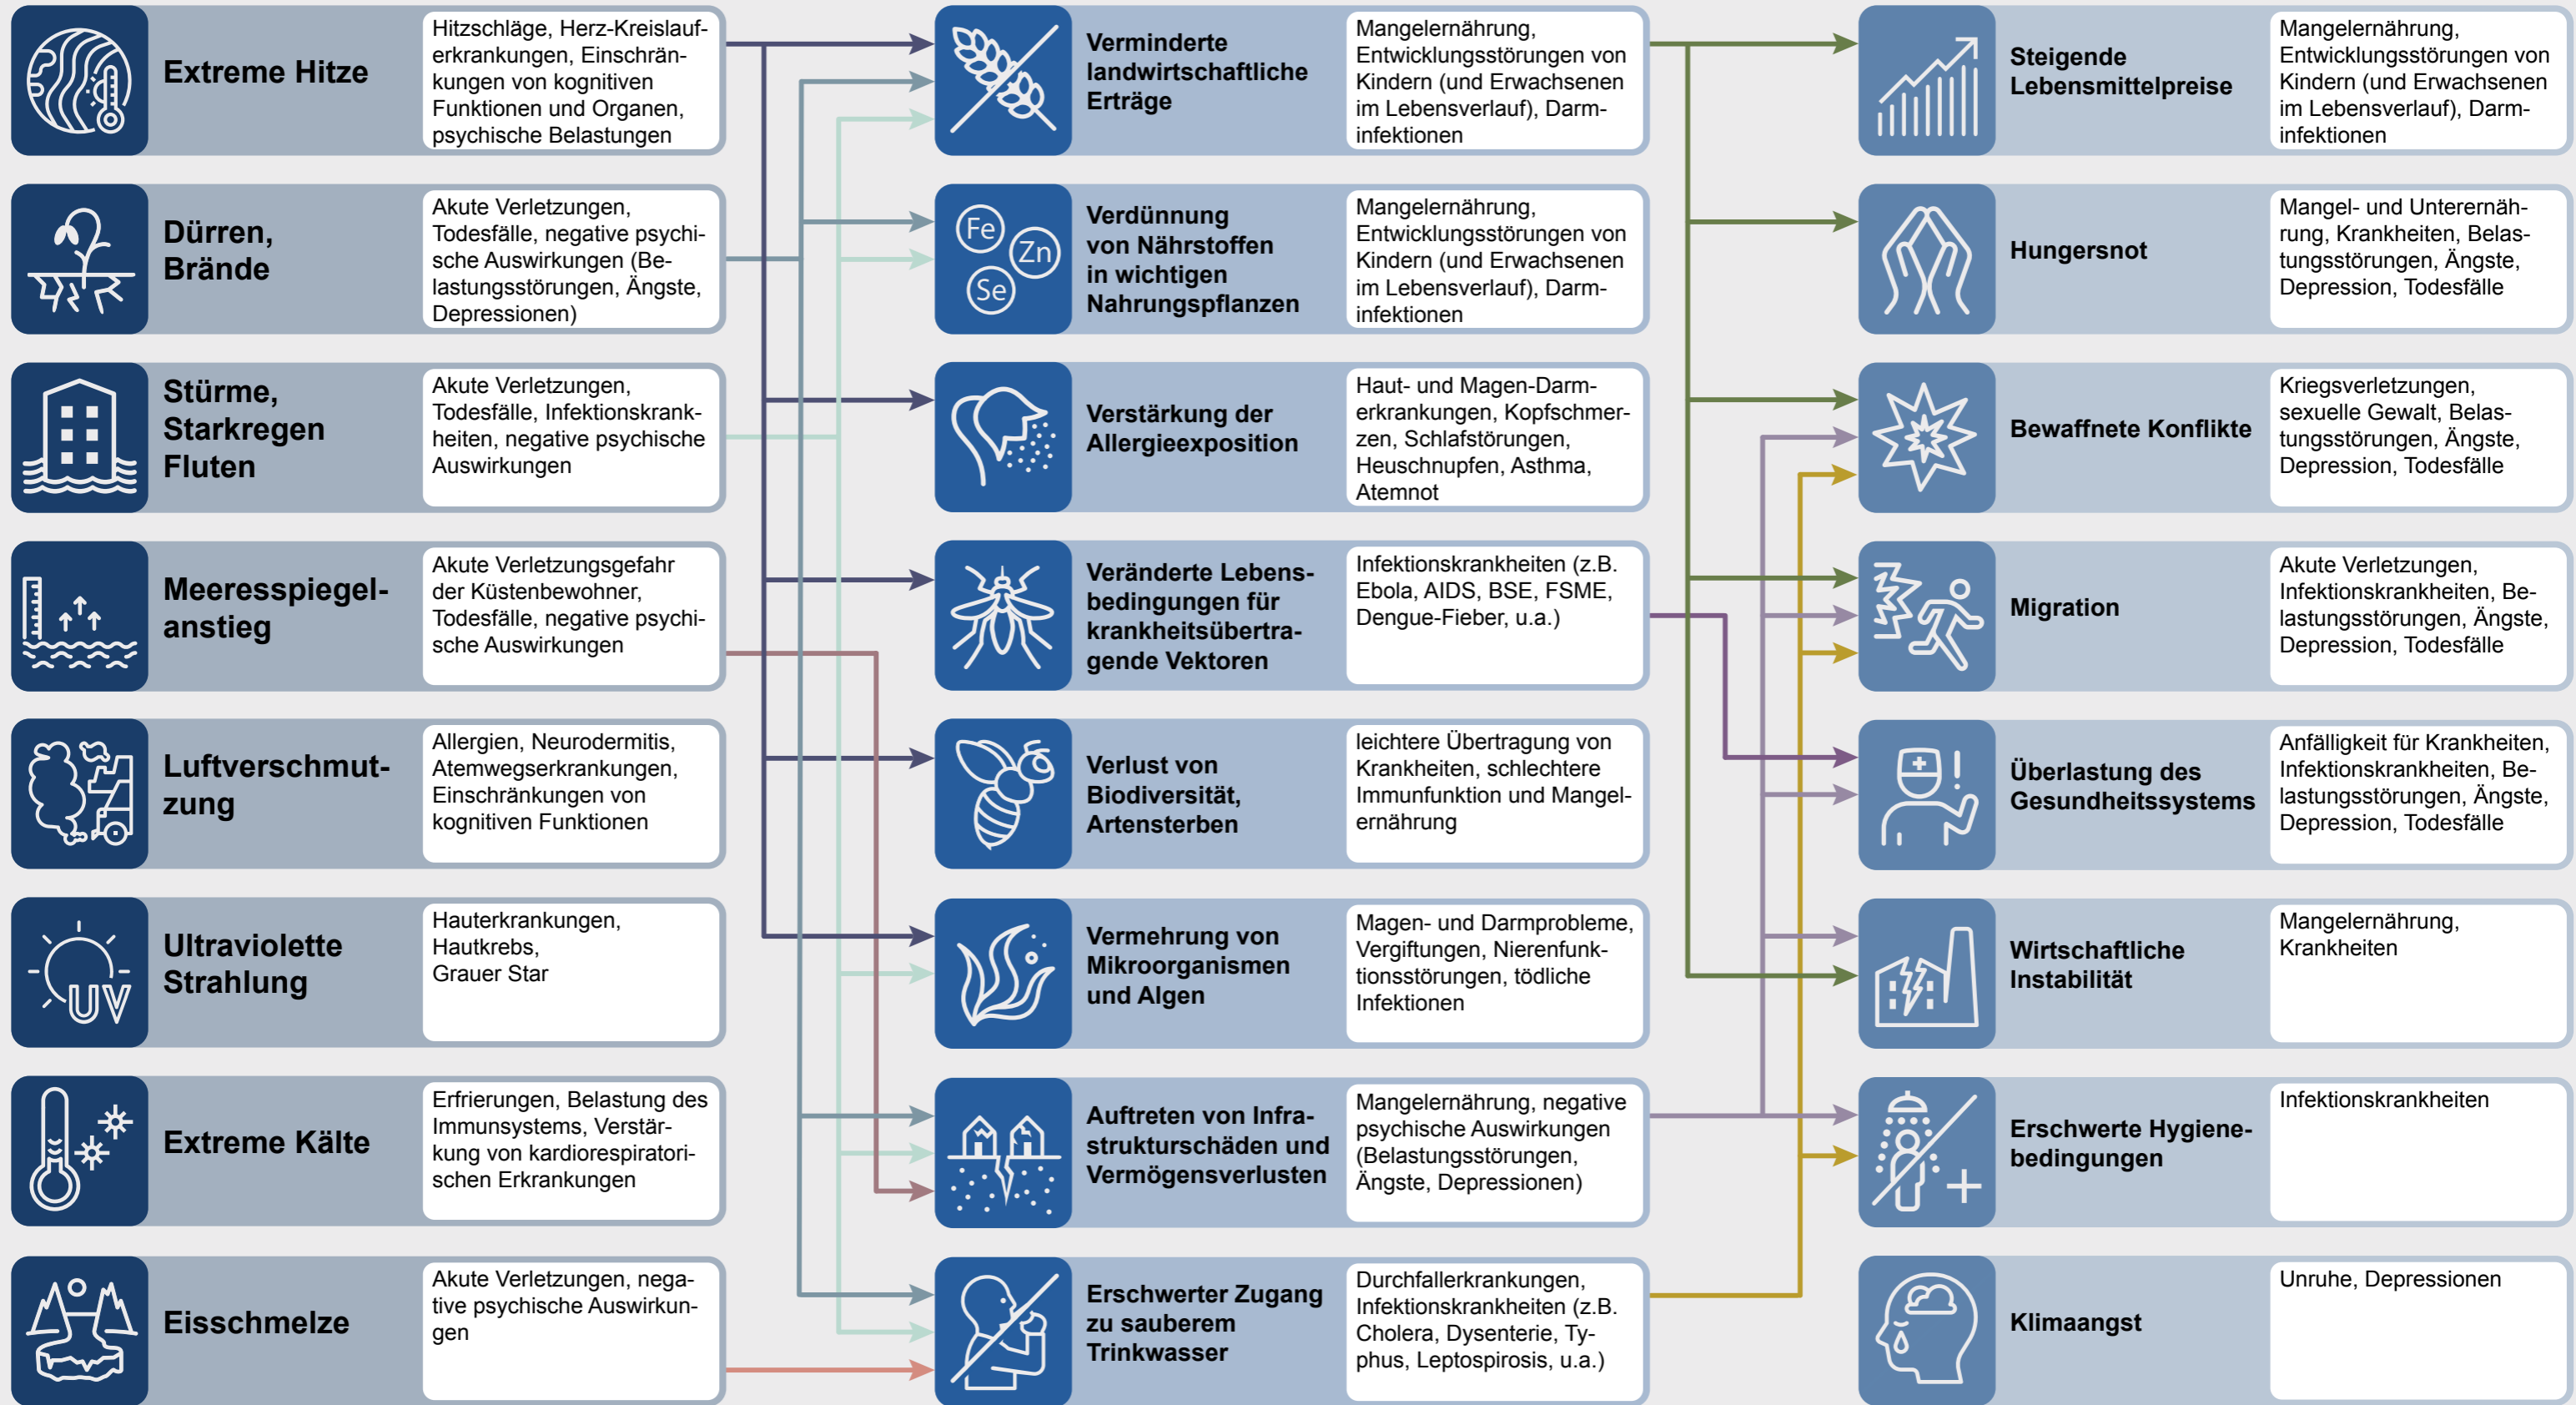 Extreme Hitze
Hitzschläge, Herz-Kreislauf-
erkrankungen, Einschrän-
kungen von kognitiven
Funktionen und Organen,
psychische Belastungen
Dürren,
Brände
Akute Verletzungen,
Todesfälle, negative psychi-
sche Auswirkungen (Be-
lastungsstörungen, Ängste,
Depressionen)
Stürme,
Starkregen
Fluten
Akute Verletzungen,
Todesfälle, Infektionskrank-
heiten, negative psychische
Auswirkungen
Meeresspiegel-
anstieg
Akute Verletzungsgefahr
der Küstenbewohner,
Todesfälle, negative psychi-
sche Auswirkungen
Luftverschmut-
zung
Allergien, Neurodermitis,
Atemwegserkrankungen,
Einschränkungen von
kognitiven Funktionen
UV
Ultraviolette
Strahlung
Hauterkrankungen,
Hautkrebs,
Grauer Star
Extreme Kälte
Erfrierungen, Belastung des
Immunsystems, Verstär-
kung von kardiorespiratori-
schen Erkrankungen
Eisschmelze
Akute Verletzungen, nega-
tive psychische Auswirkun-
gen
Verminderte
landwirtschaftliche
Erträge
Mangelernährung,
Entwicklungsstörungen von
Kindern (und Erwachsenen
im Lebensverlauf), Darm-
infektionen
Fe
Zn
Se
Verdünnung
von Nährstoffen
in wichtigen
Nahrungspflanzen
Mangelernährung,
Entwicklungsstörungen von
Kindern (und Erwachsenen
im Lebensverlauf), Darm-
infektionen
Verstärkung der
Allergieexposition
Haut- und Magen-Darm-
erkrankungen, Kopfschmer-
zen, Schlafstörungen,
Heuschnupfen, Asthma,
Atemnot
Veränderte Lebens-
bedingungen für
krankheitsübertra-
gende Vektoren
Infektionskrankheiten (z.B.
Ebola, AIDS, BSE, FSME,
Dengue-Fieber, u.a.)
Verlust von
Biodiversität,
Artensterben
leichtere Übertragung von
Krankheiten, schlechtere
Immunfunktion und Mangel-
ernährung
Vermehrung von
Mikroorganismen
und Algen
Magen- und Darmprobleme,
Vergiftungen, Nierenfunk-
tionsstörungen, tödliche
Infektionen
Auftreten von Infra-
strukturschäden und
Vermögensverlusten
Mangelernährung, negative
psychische Auswirkungen
(Belastungsstörungen,
Ängste, Depressionen)
Erschwerter Zugang
zu sauberem
Trinkwasser
Durchfallerkrankungen,
Infektionskrankheiten (z.B.
Cholera, Dysenterie, Ty-
phus, Leptospirosis, u.a.)
Steigende
Lebensmittelpreise
Mangelernährung,
Entwicklungsstörungen von
Kindern (und Erwachsenen
im Lebensverlauf), Darm-
infektionen
Hungersnot
Mangel- und Unterernäh-
rung, Krankheiten, Belas-
tungsstörungen, Ängste,
Depression, Todesfälle
Bewaffnete Konflikte
Kriegsverletzungen,
sexuelle Gewalt, Belas-
tungsstörungen, Ängste,
Depression, Todesfälle
Migration
Akute Verletzungen,
Infektionskrankheiten, Be-
lastungsstörungen, Ängste,
Depression, Todesfälle
Überlastung des
Gesundheitssystems
Anfälligkeit für Krankheiten,
Infektionskrankheiten, Be-
lastungsstörungen, Ängste,
Depression, Todesfälle
Wirtschaftliche
Instabilität
Mangelernährung,
Krankheiten
Erschwerte Hygiene-
bedingungen
Infektionskrankheiten
Klimaangst
Unruhe, Depressionen